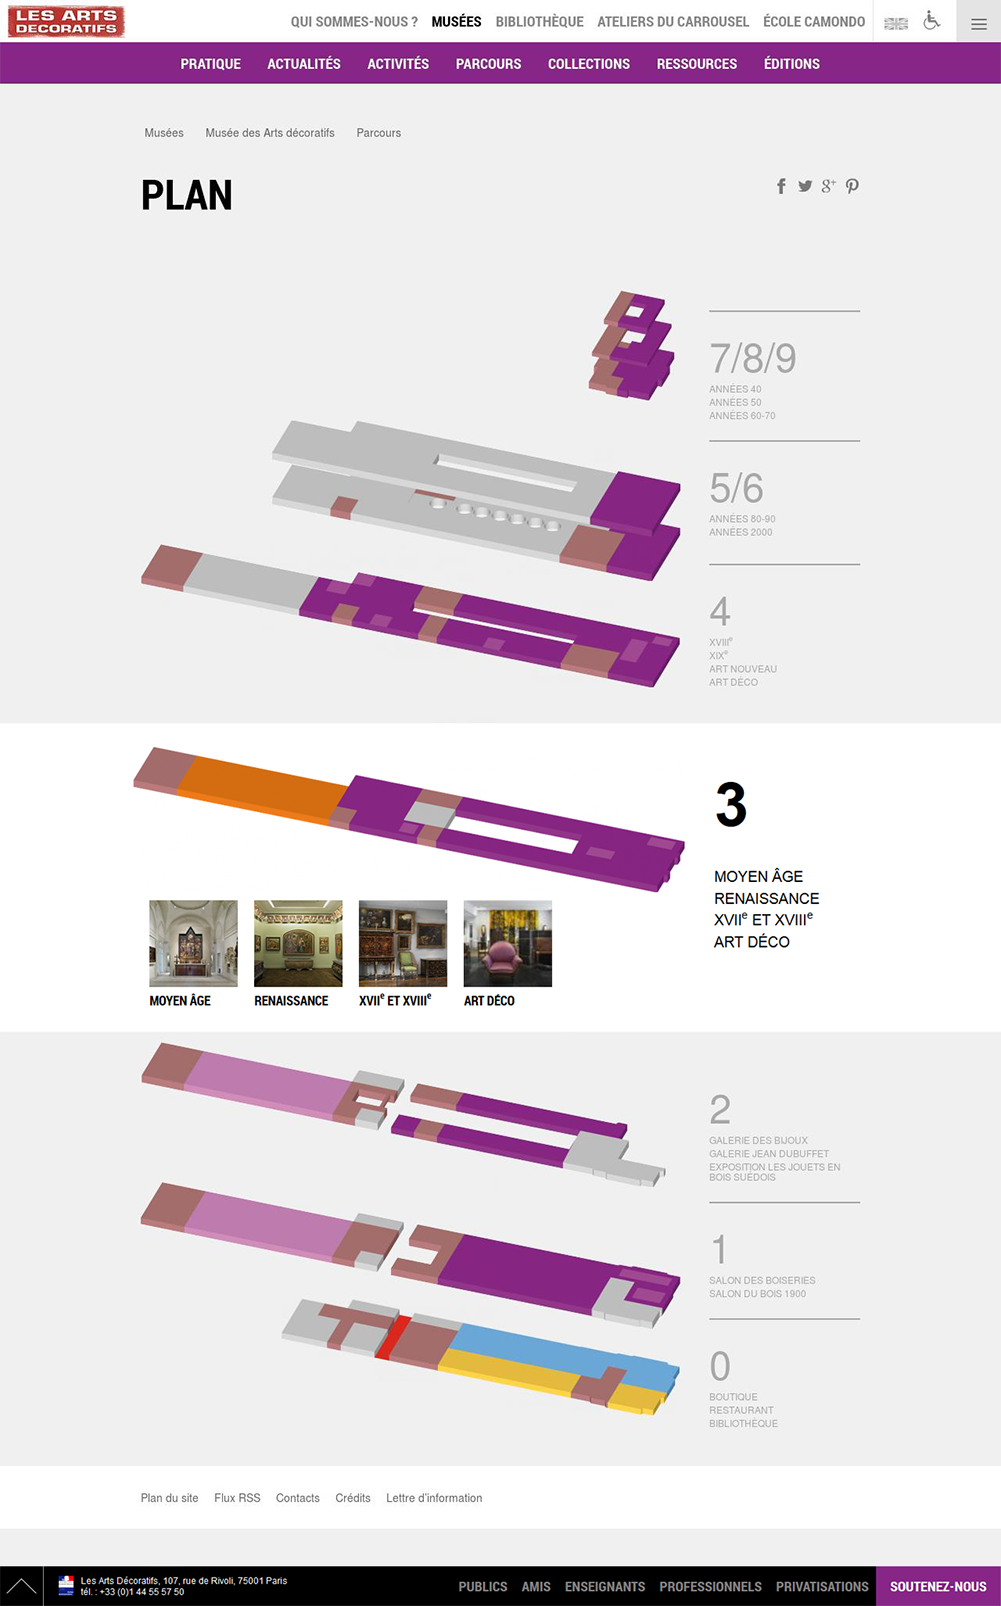 LES ARTS
DECORATIFS
QUI SOMMES-NOUS ? MUSÉES BIBLIOTHÈQUE ATELIERS DU CARROUSEL ÉCOLE CAMONDO
PRATIQUE ACTUALITÉS ACTIVITÉS PARCOURS COLLECTIONS RESSOURCES ÉDITIONS
Musées Musée des Arts décoratifs Parcours
PLAN
7/8/9
ANNÉES 40
ANNÉES 50
ANNÉES 60-70
5/6
ANNÉES 80-90
ANNÉES 2000
4
XVIIIe
XIXe
ART NOUVEAU
ART DÉCO
3
MOYEN ÂGE
RENAISSANCE
XVIIe ET XVIIIe
ART DÉCO
MOYEN ÂGE RENAISSANCE XVIIe ET XVIIIe ART DÉCO
2
GALERIE DES BIJOUX
GALERIE JEAN DUBUFFET
EXPOSITION LES JOUETS EN
BOIS SUÉDOIS
1
SALON DES BOISERIES
SALON DU BOIS 1900
0
BOUTIQUE
RESTAURANT
BIBLIOTHÈQUE
Plan du site Flux RSS Contacts Crédits Lettre d'information
Les Arts Décoratifs, 107, rue de Rivoli, 75001 Paris
tél. : +33 (0)1 44 55 57 50
PUBLICS AMIS ENSEIGNANTS PROFESSIONNELS PRIVATISATIONS SOUTENEZ-NOUS